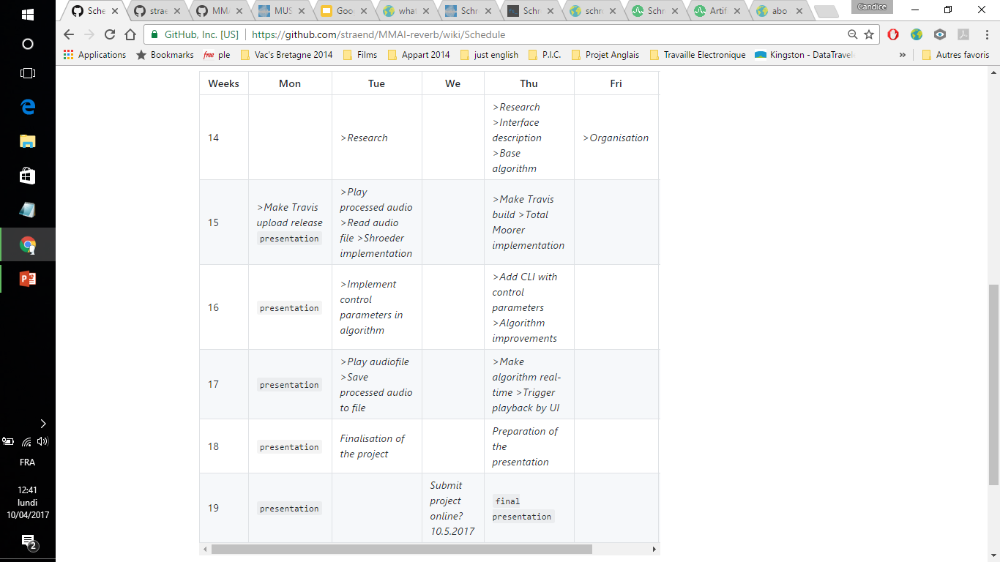 Sche
strae
MMA
MUS
Goo
what
Schr
Schr
schro
Schr
Artif
abo
Candice
GitHub, Inc. [US] | https://github.com/straend/MMAI-reverb/wiki/Schedule
Applications Bookmarks free ple Vac's Bretagne 2014 Films Appart 2014 just english P.I.C. Projet Anglais Travaille Electronique Kingston - DataTravele » Autres favoris
Weeks Mon Tue We Thu Fri
14
>Research
>Research
>Interface
description
>Base
algorithm
>Organisation
15
>Make Travis
upload release
presentation
>Play
processed audio
>Read audio
file >Shroeder
implementation
>Make Travis
build >Total
Moorer
implementation
16
presentation
>Implement
control
parameters in
algorithm
>Add CLI with
control
parameters
>Algorithm
improvements
17
presentation
>Play audiofile
>Save
processed audio
to file
>Make
algorithm real-
time >Trigger
playback by UI
18
presentation
Finalisation of
the project
Preparation of
the
presentation
19
presentation
Submit
project
online?
10.5.2017
final
presentation
FRA
12:41
lundi
10/04/2017
2